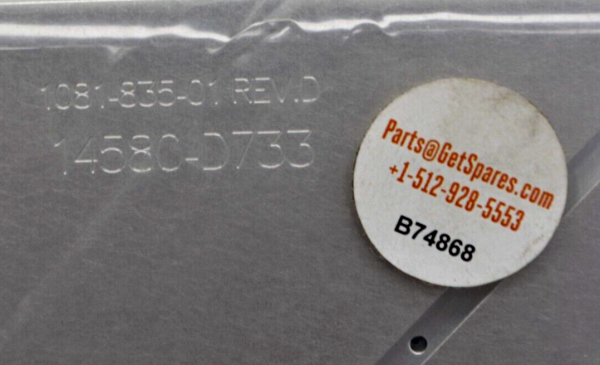 1081-835-01 REV.D
14580-D733
Parts@GetSpares.com
+1-512-928-5553
B74868